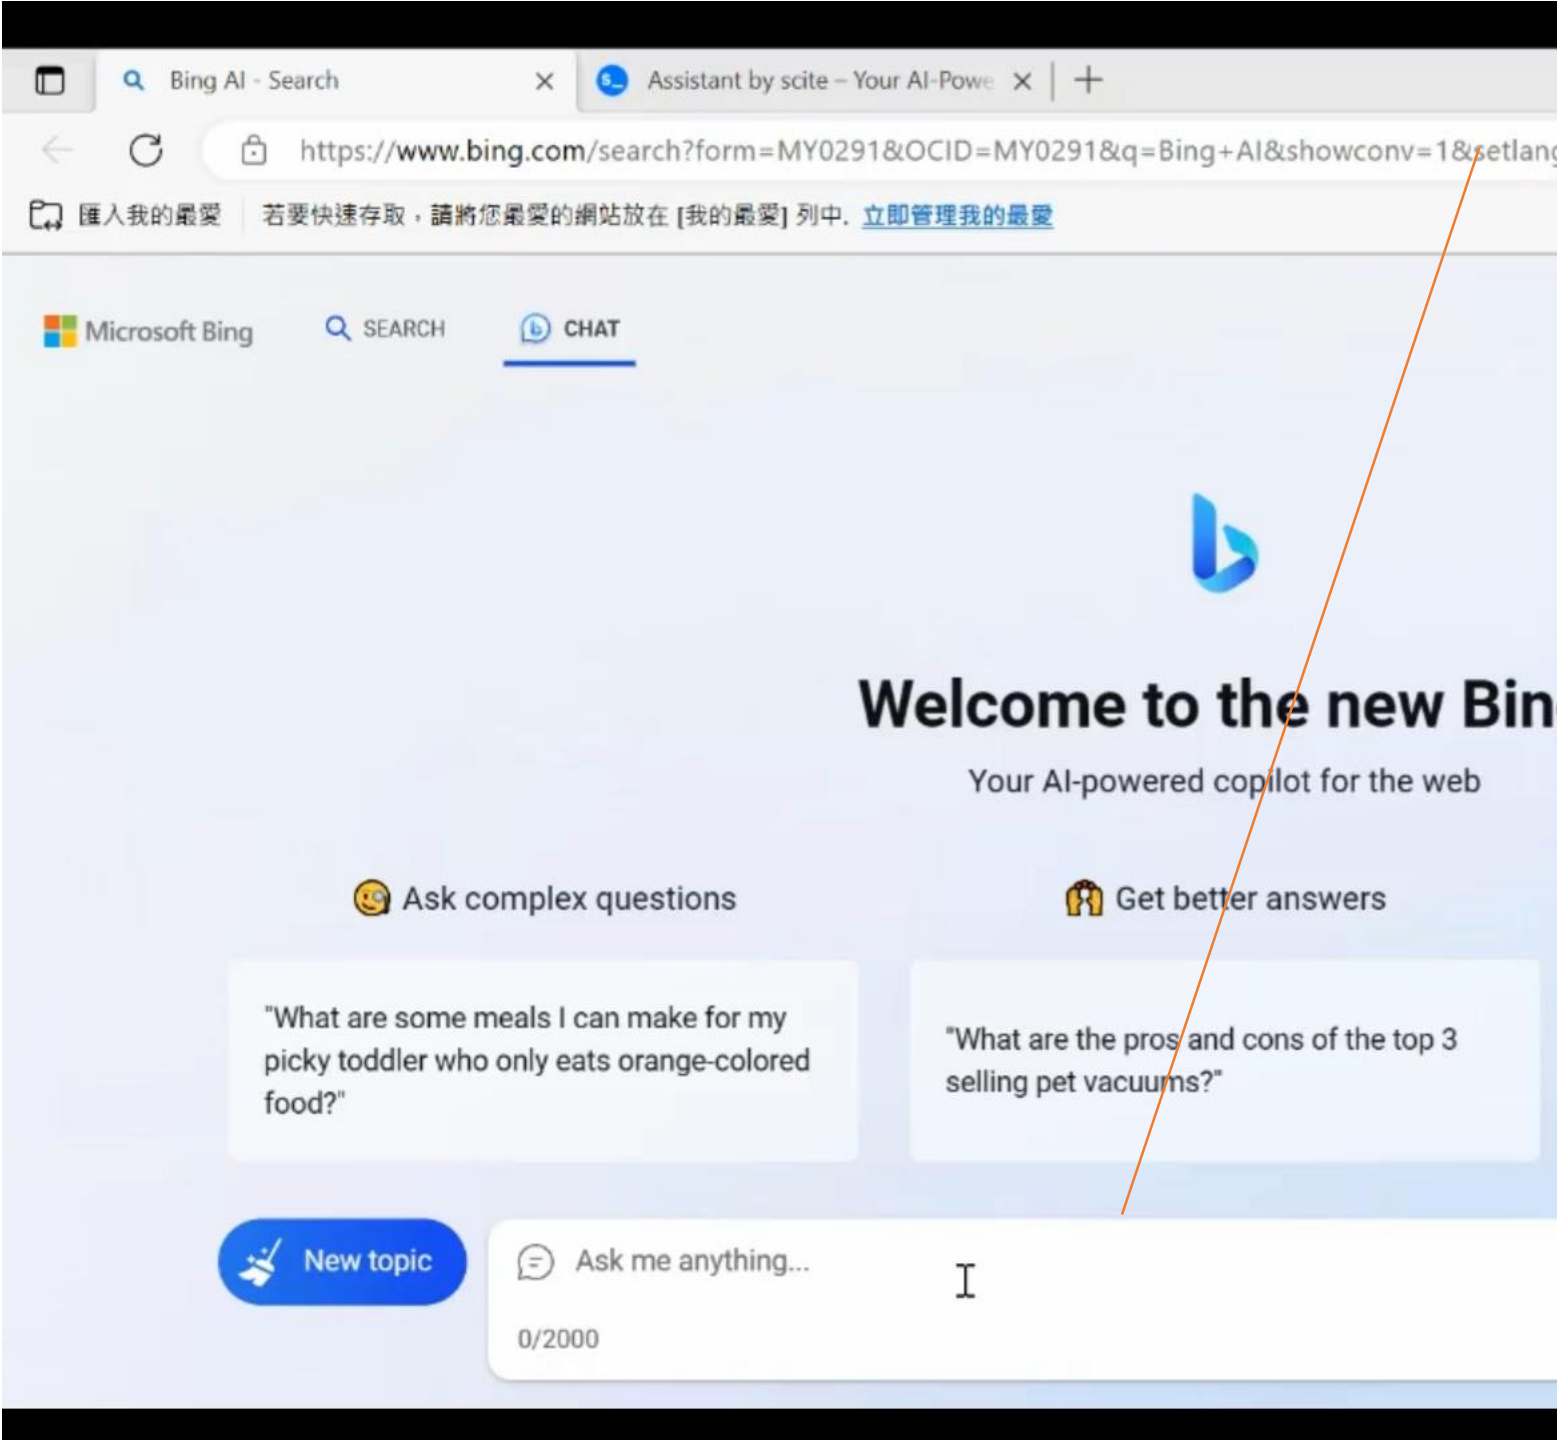 Bing AI - Search
Assistant by scite – Your AI-Powe
https://www.bing.com/search?form=MY0291&OCID=MY0291&q=Bing+AI&showconv=1&setlang
匯入我的最愛 若要快速存取，請將您最愛的網站放在 [我的最愛] 列中. 立即管理我的最愛
Microsoft Bing SEARCH CHAT
Welcome to the new Bin
Your AI-powered copilot for the web
Ask complex questions
Get better answers
"What are some meals I can make for my
picky toddler who only eats orange-colored
food?"
"What are the pros and cons of the top 3
selling pet vacuums?"
New topic
Ask me anything...
0/2000